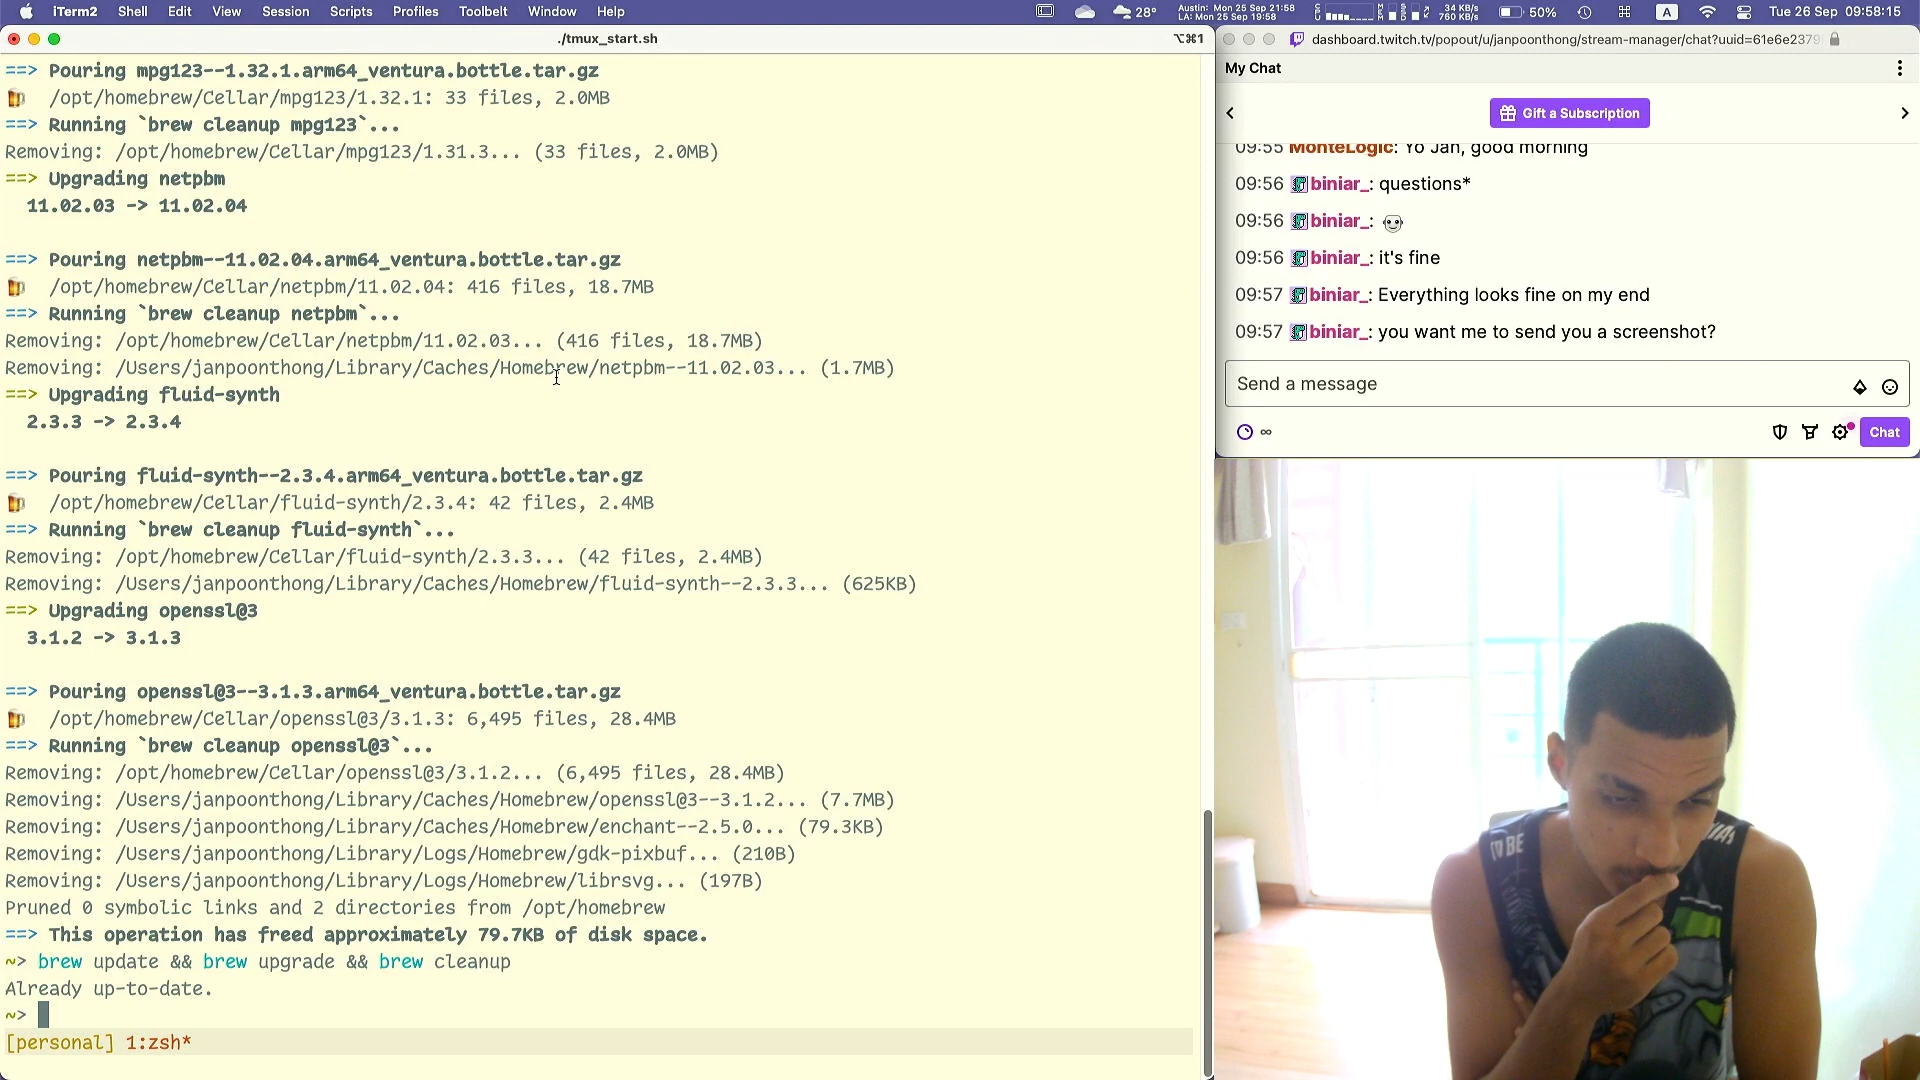 iTerm2 Shell Edit View Session Scripts Profiles Toolbelt Window Help
28°
Austin: Mon 25 Sep 21:58
LA: Mon 25 Sep 19:58
34 KB/s
760 KB/s
50%
A
Tue 26 Sep 09:58:15
./tmux_start.sh
⌥⌘1
==> Pouring mpg123--1.32.1.arm64_ventura.bottle.tar.gz
🍺 /opt/homebrew/Cellar/mpg123/1.32.1: 33 files, 2.0MB
==> Running `brew cleanup mpg123`...
Removing: /opt/homebrew/Cellar/mpg123/1.31.3... (33 files, 2.0MB)
==> Upgrading netpbm
11.02.03 -> 11.02.04
==> Pouring netpbm--11.02.04.arm64_ventura.bottle.tar.gz
🍺 /opt/homebrew/Cellar/netpbm/11.02.04: 416 files, 18.7MB
==> Running `brew cleanup netpbm`...
Removing: /opt/homebrew/Cellar/netpbm/11.02.03... (416 files, 18.7MB)
Removing: /Users/janpoonthong/Library/Caches/Homebrew/netpbm--11.02.03... (1.7MB)
==> Upgrading fluid-synth
2.3.3 -> 2.3.4
==> Pouring fluid-synth--2.3.4.arm64_ventura.bottle.tar.gz
🍺 /opt/homebrew/Cellar/fluid-synth/2.3.4: 42 files, 2.4MB
==> Running `brew cleanup fluid-synth`...
Removing: /opt/homebrew/Cellar/fluid-synth/2.3.3... (42 files, 2.4MB)
Removing: /Users/janpoonthong/Library/Caches/Homebrew/fluid-synth--2.3.3... (625KB)
==> Upgrading openssl@3
3.1.2 -> 3.1.3
==> Pouring openssl@3--3.1.3.arm64_ventura.bottle.tar.gz
🍺 /opt/homebrew/Cellar/openssl@3/3.1.3: 6,495 files, 28.4MB
==> Running `brew cleanup openssl@3`...
Removing: /opt/homebrew/Cellar/openssl@3/3.1.2... (6,495 files, 28.4MB)
Removing: /Users/janpoonthong/Library/Caches/Homebrew/openssl@3--3.1.2... (7.7MB)
Removing: /Users/janpoonthong/Library/Caches/Homebrew/enchant--2.5.0... (79.3KB)
Removing: /Users/janpoonthong/Library/Logs/Homebrew/gdk-pixbuf... (210B)
Removing: /Users/janpoonthong/Library/Logs/Homebrew/librsvg... (197B)
Pruned 0 symbolic links and 2 directories from /opt/homebrew
==> This operation has freed approximately 79.7KB of disk space.
~> brew update && brew upgrade && brew cleanup
Already up-to-date.
~>
[personal] 1:zsh*
dashboard.twitch.tv/popout/u/janpoonthong/stream-manager/chat?uuid=61e6e2379
My Chat
Gift a Subscription
09:55 MonteLogic: Yo Jan, good morning
09:56 biniar_: questions*
09:56 biniar_:
09:56 biniar_: it's fine
09:57 biniar_: Everything looks fine on my end
09:57 biniar_: you want me to send you a screenshot?
Send a message
∞
Chat
TO BE